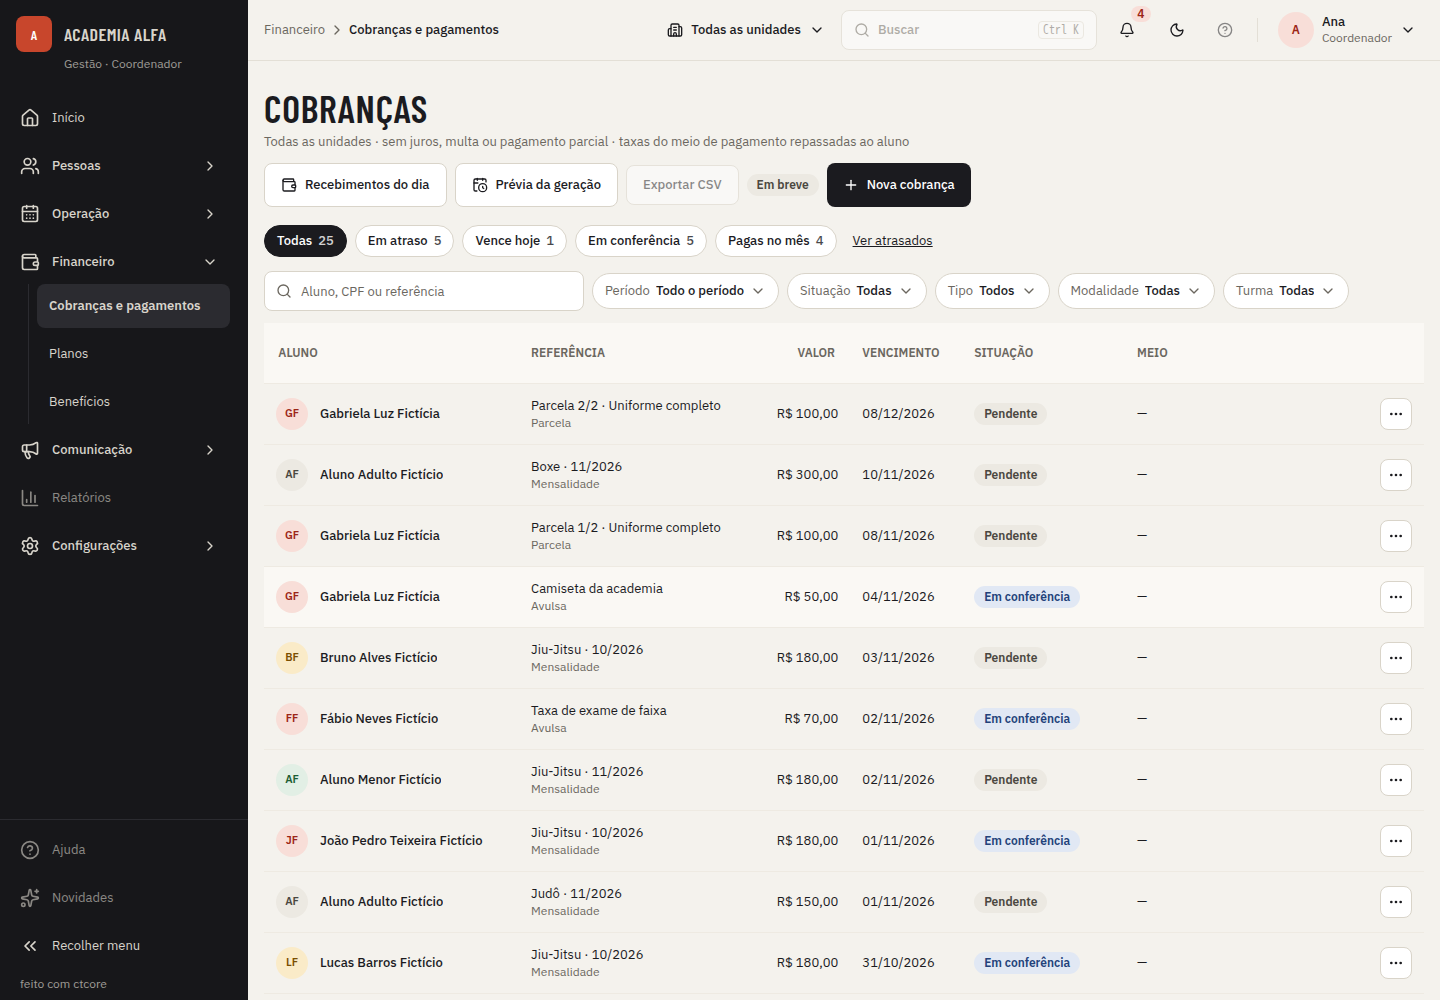 A
ACADEMIA ALFA
Gestão · Coordenador
Início
Pessoas
Operação
Financeiro
Cobranças e pagamentos
Planos
Benefícios
Comunicação
Relatórios
Configurações
Ajuda
Novidades
Recolher menu
feito com ctcore
Financeiro > Cobranças e pagamentos
Todas as unidades
Buscar
Ctrl K
4
A
Ana
Coordenador
COBRANÇAS
Todas as unidades · sem juros, multa ou pagamento parcial · taxas do meio de pagamento repassadas ao aluno
Recebimentos do dia
Prévia da geração
Exportar CSV
Em breve
Nova cobrança
Todas 25
Em atraso 5
Vence hoje 1
Em conferência 5
Pagas no mês 4
Ver atrasados
Aluno, CPF ou referência
Período Todo o período
Situação Todas
Tipo Todos
Modalidade Todas
Turma Todas
ALUNO REFERÊNCIA VALOR VENCIMENTO SITUAÇÃO MEIO
GF Gabriela Luz Fictícia Parcela 2/2 · Uniforme completo R$ 100,00 08/12/2026 Pendente —
Parcela
AF Aluno Adulto Fictício Boxe · 11/2026 R$ 300,00 10/11/2026 Pendente —
Mensalidade
GF Gabriela Luz Fictícia Parcela 1/2 · Uniforme completo R$ 100,00 08/11/2026 Pendente —
Parcela
GF Gabriela Luz Fictícia Camiseta da academia R$ 50,00 04/11/2026 Em conferência —
Avulsa
BF Bruno Alves Fictício Jiu-Jitsu · 10/2026 R$ 180,00 03/11/2026 Pendente —
Mensalidade
FF Fábio Neves Fictício Taxa de exame de faixa R$ 70,00 02/11/2026 Em conferência —
Avulsa
AF Aluno Menor Fictício Jiu-Jitsu · 11/2026 R$ 180,00 02/11/2026 Pendente —
Mensalidade
JF João Pedro Teixeira Fictício Jiu-Jitsu · 10/2026 R$ 180,00 01/11/2026 Em conferência —
Mensalidade
AF Aluno Adulto Fictício Judô · 11/2026 R$ 150,00 01/11/2026 Pendente —
Mensalidade
LF Lucas Barros Fictício Jiu-Jitsu · 10/2026 R$ 180,00 31/10/2026 Em conferência —
Mensalidade